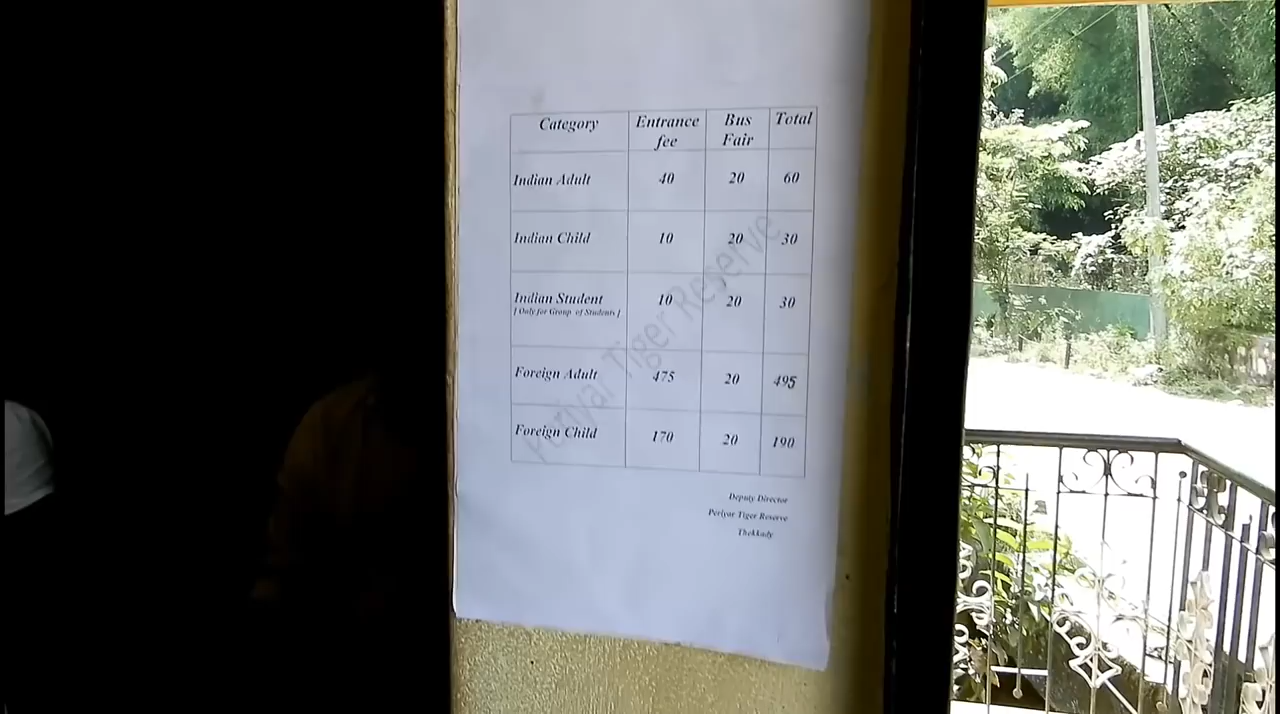 Category Entrance fee Bus Fair Total
Indian Adult 40 20 60
Indian Child 10 20 30
Indian Student 10 20 30
[ Only for Group of Students ]
Foreign Adult 475 20 495
Foreign Child 170 20 190
Periyar Tiger Reserve
Deputy Director
Periyar Tiger Reserve
Thekkady